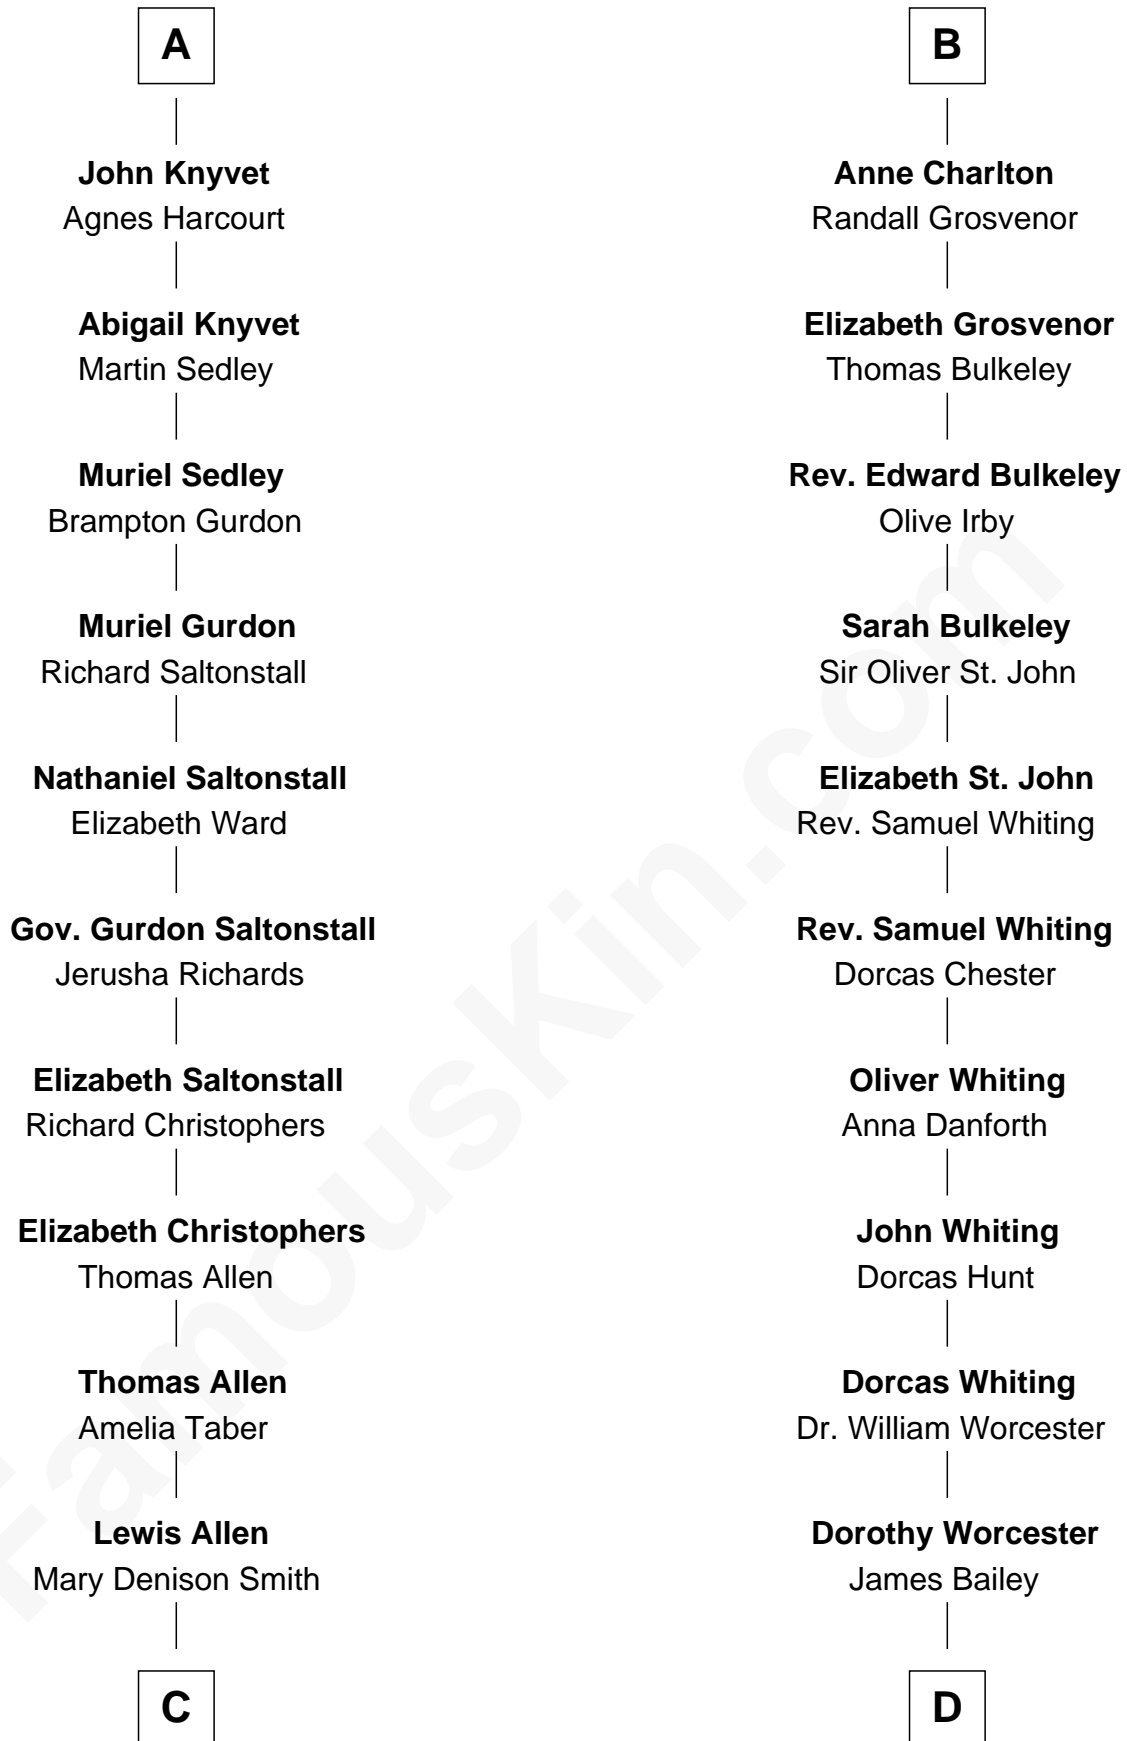 A
John Knyvet
Agnes Harcourt
Abigail Knyvet
Martin Sedley
Muriel Sedley
Brampton Gurdon
Muriel Gurdon
Richard Saltonstall
Nathaniel Saltonstall
Elizabeth Ward
Gov. Gurdon Saltonstall
Jerusha Richards
Elizabeth Saltonstall
Richard Christophers
Elizabeth Christophers
Thomas Allen
Thomas Allen
Amelia Taber
Lewis Allen
Mary Denison Smith
C
B
Anne Charlton
Randall Grosvenor
Elizabeth Grosvenor
Thomas Bulkeley
Rev. Edward Bulkeley
Olive Irby
Sarah Bulkeley
Sir Oliver St. John
Elizabeth St. John
Rev. Samuel Whiting
Rev. Samuel Whiting
Dorcas Chester
Oliver Whiting
Anna Danforth
John Whiting
Dorcas Hunt
Dorcas Whiting
Dr. William Worcester
Dorothy Worcester
James Bailey
D
FamousKin.com